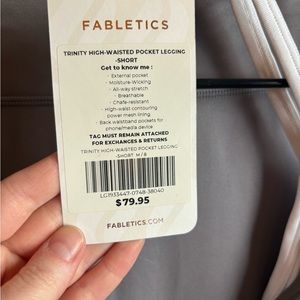 FABLETICS
TRINITY HIGH-WAISTED POCKET LEGGING
-SHORT
Get to know me :
- External pocket
- Moisture-Wicking
- All-way stretch
- Breathable
- Chafe-resistant
- High-waist contouring
power mesh lining
- Back waistband pockets for
phone/media device
TAG MUST REMAIN ATTACHED
FOR EXCHANGES & RETURNS
TRINITY HIGH-WAISTED POCKET LEGGING
-SHORT M / 8
LG1933447-0748-38040
$79.95
FABLETICS.COM